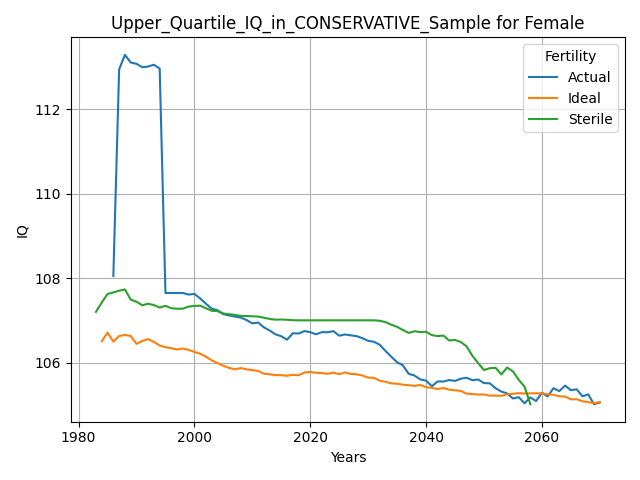 Upper_Quartile_IQ_in_CONSERVATIVE_Sample for Female
Fertility
Actual
Ideal
Sterile
112
110
108
106
IQ
1980
2000
2020
2040
2060
Years